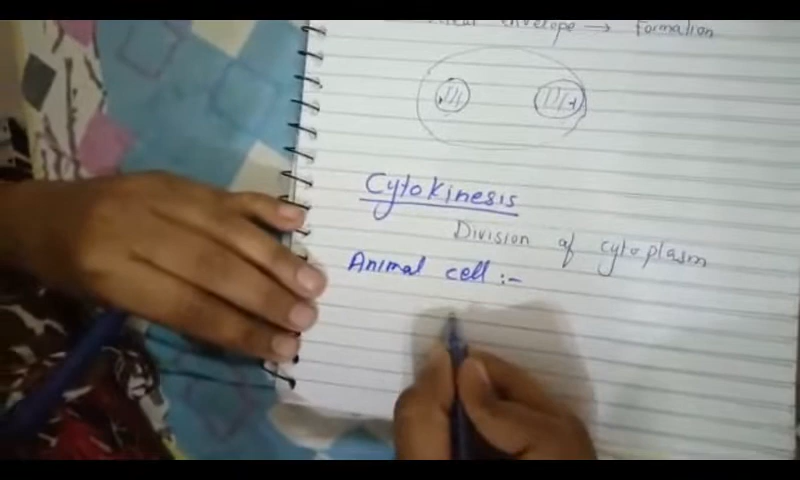 envelope → Formation
Cytokinesis
Division of cytoplasm
Animal cell :-